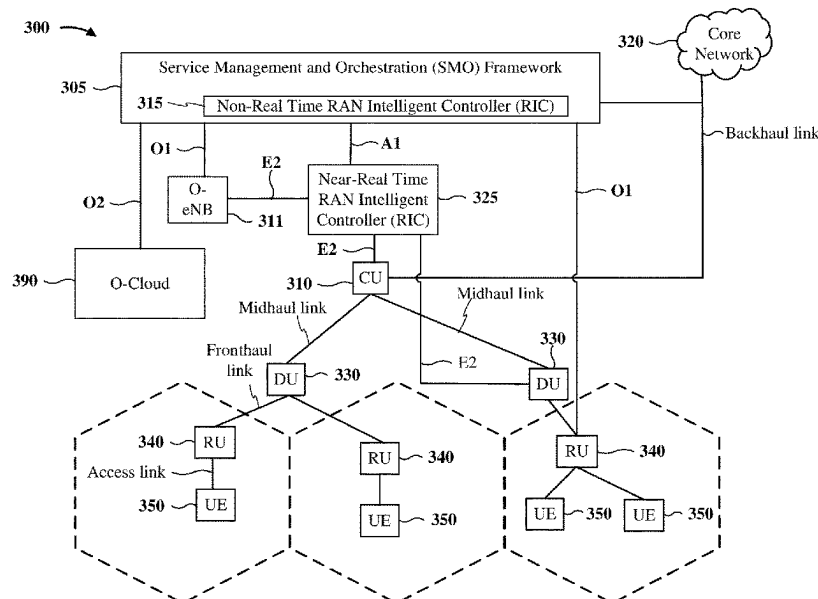 300
320
Core
Network
Service Management and Orchestration (SMO) Framework
305
315
Non-Real Time RAN Intelligent Controller (RIC)
Backhaul link
O1
A1
O2
E2
O1
O-
eNB
311
Near-Real Time
RAN Intelligent
Controller (RIC)
325
E2
390
O-Cloud
310
CU
Midhaul link
Midhaul link
Fronthaul
link
330
E2
DU
330
DU
340
RU
RU
340
RU
340
Access link
350
UE
UE
350
UE
350
UE
350